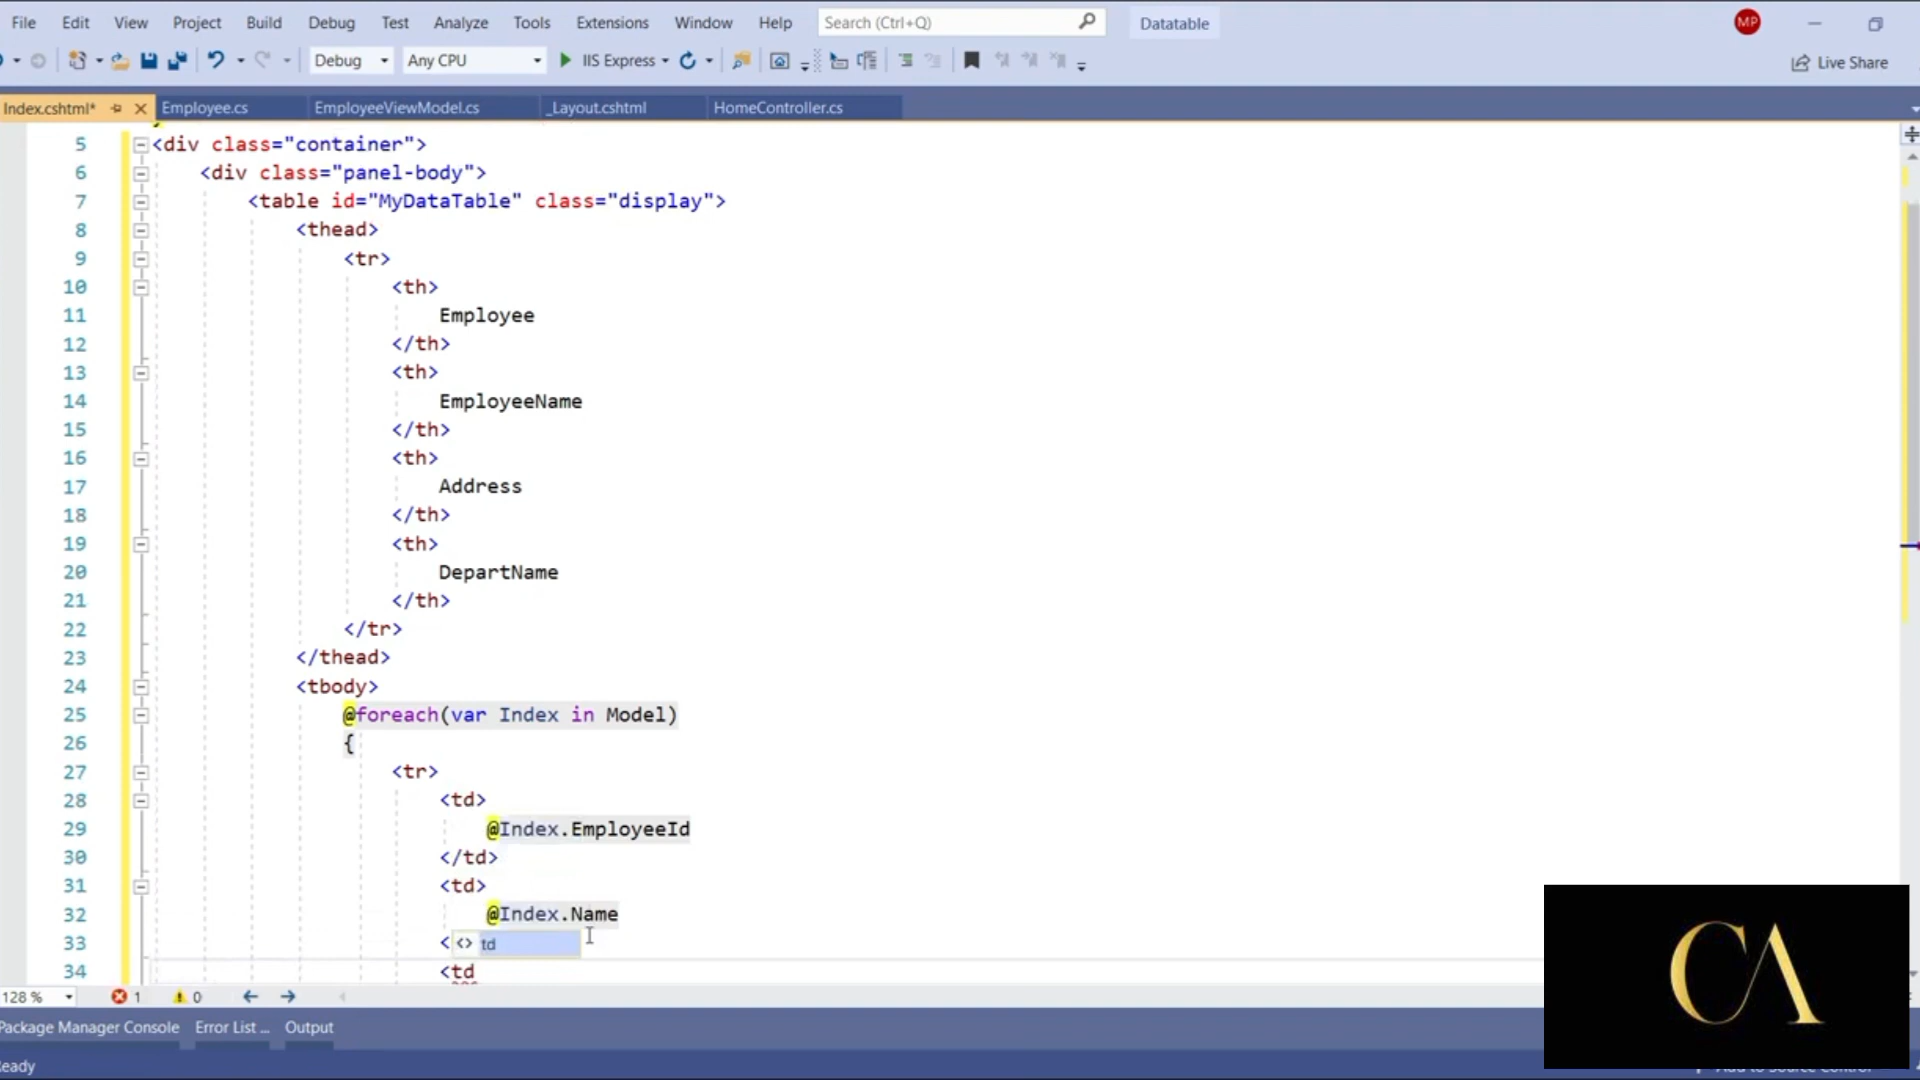 File Edit View Project Build Debug Test Analyze Tools Extensions Window Help Search (Ctrl+Q) Datatable MP
Debug Any CPU IIS Express Live Share
Index.cshtml* Employee.cs EmployeeViewModel.cs _Layout.cshtml HomeController.cs
5 <div class="container">
6 <div class="panel-body">
7 <table id="MyDataTable" class="display">
8 <thead>
9 <tr>
10 <th>
11 Employee
12 </th>
13 <th>
14 EmployeeName
15 </th>
16 <th>
17 Address
18 </th>
19 <th>
20 DepartName
21 </th>
22 </tr>
23 </thead>
24 <tbody>
25 @foreach(var Index in Model)
26 {
27 <tr>
28 <td>
29 @Index.EmployeeId
30 </td>
31 <td>
32 @Index.Name
33 < <> td
34 <td
128 % 1 0
Package Manager Console Error List ... Output
eady
CA